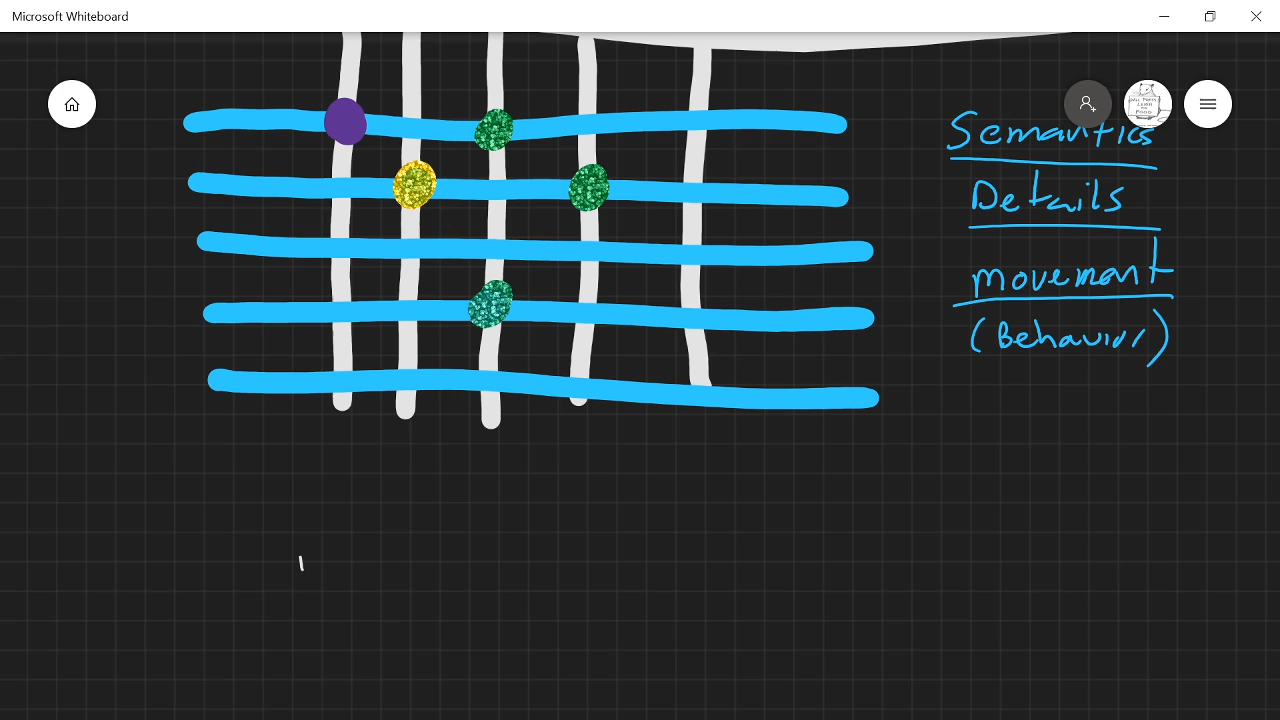 Microsoft Whiteboard
Semantics
Details
movement
(Behavior)